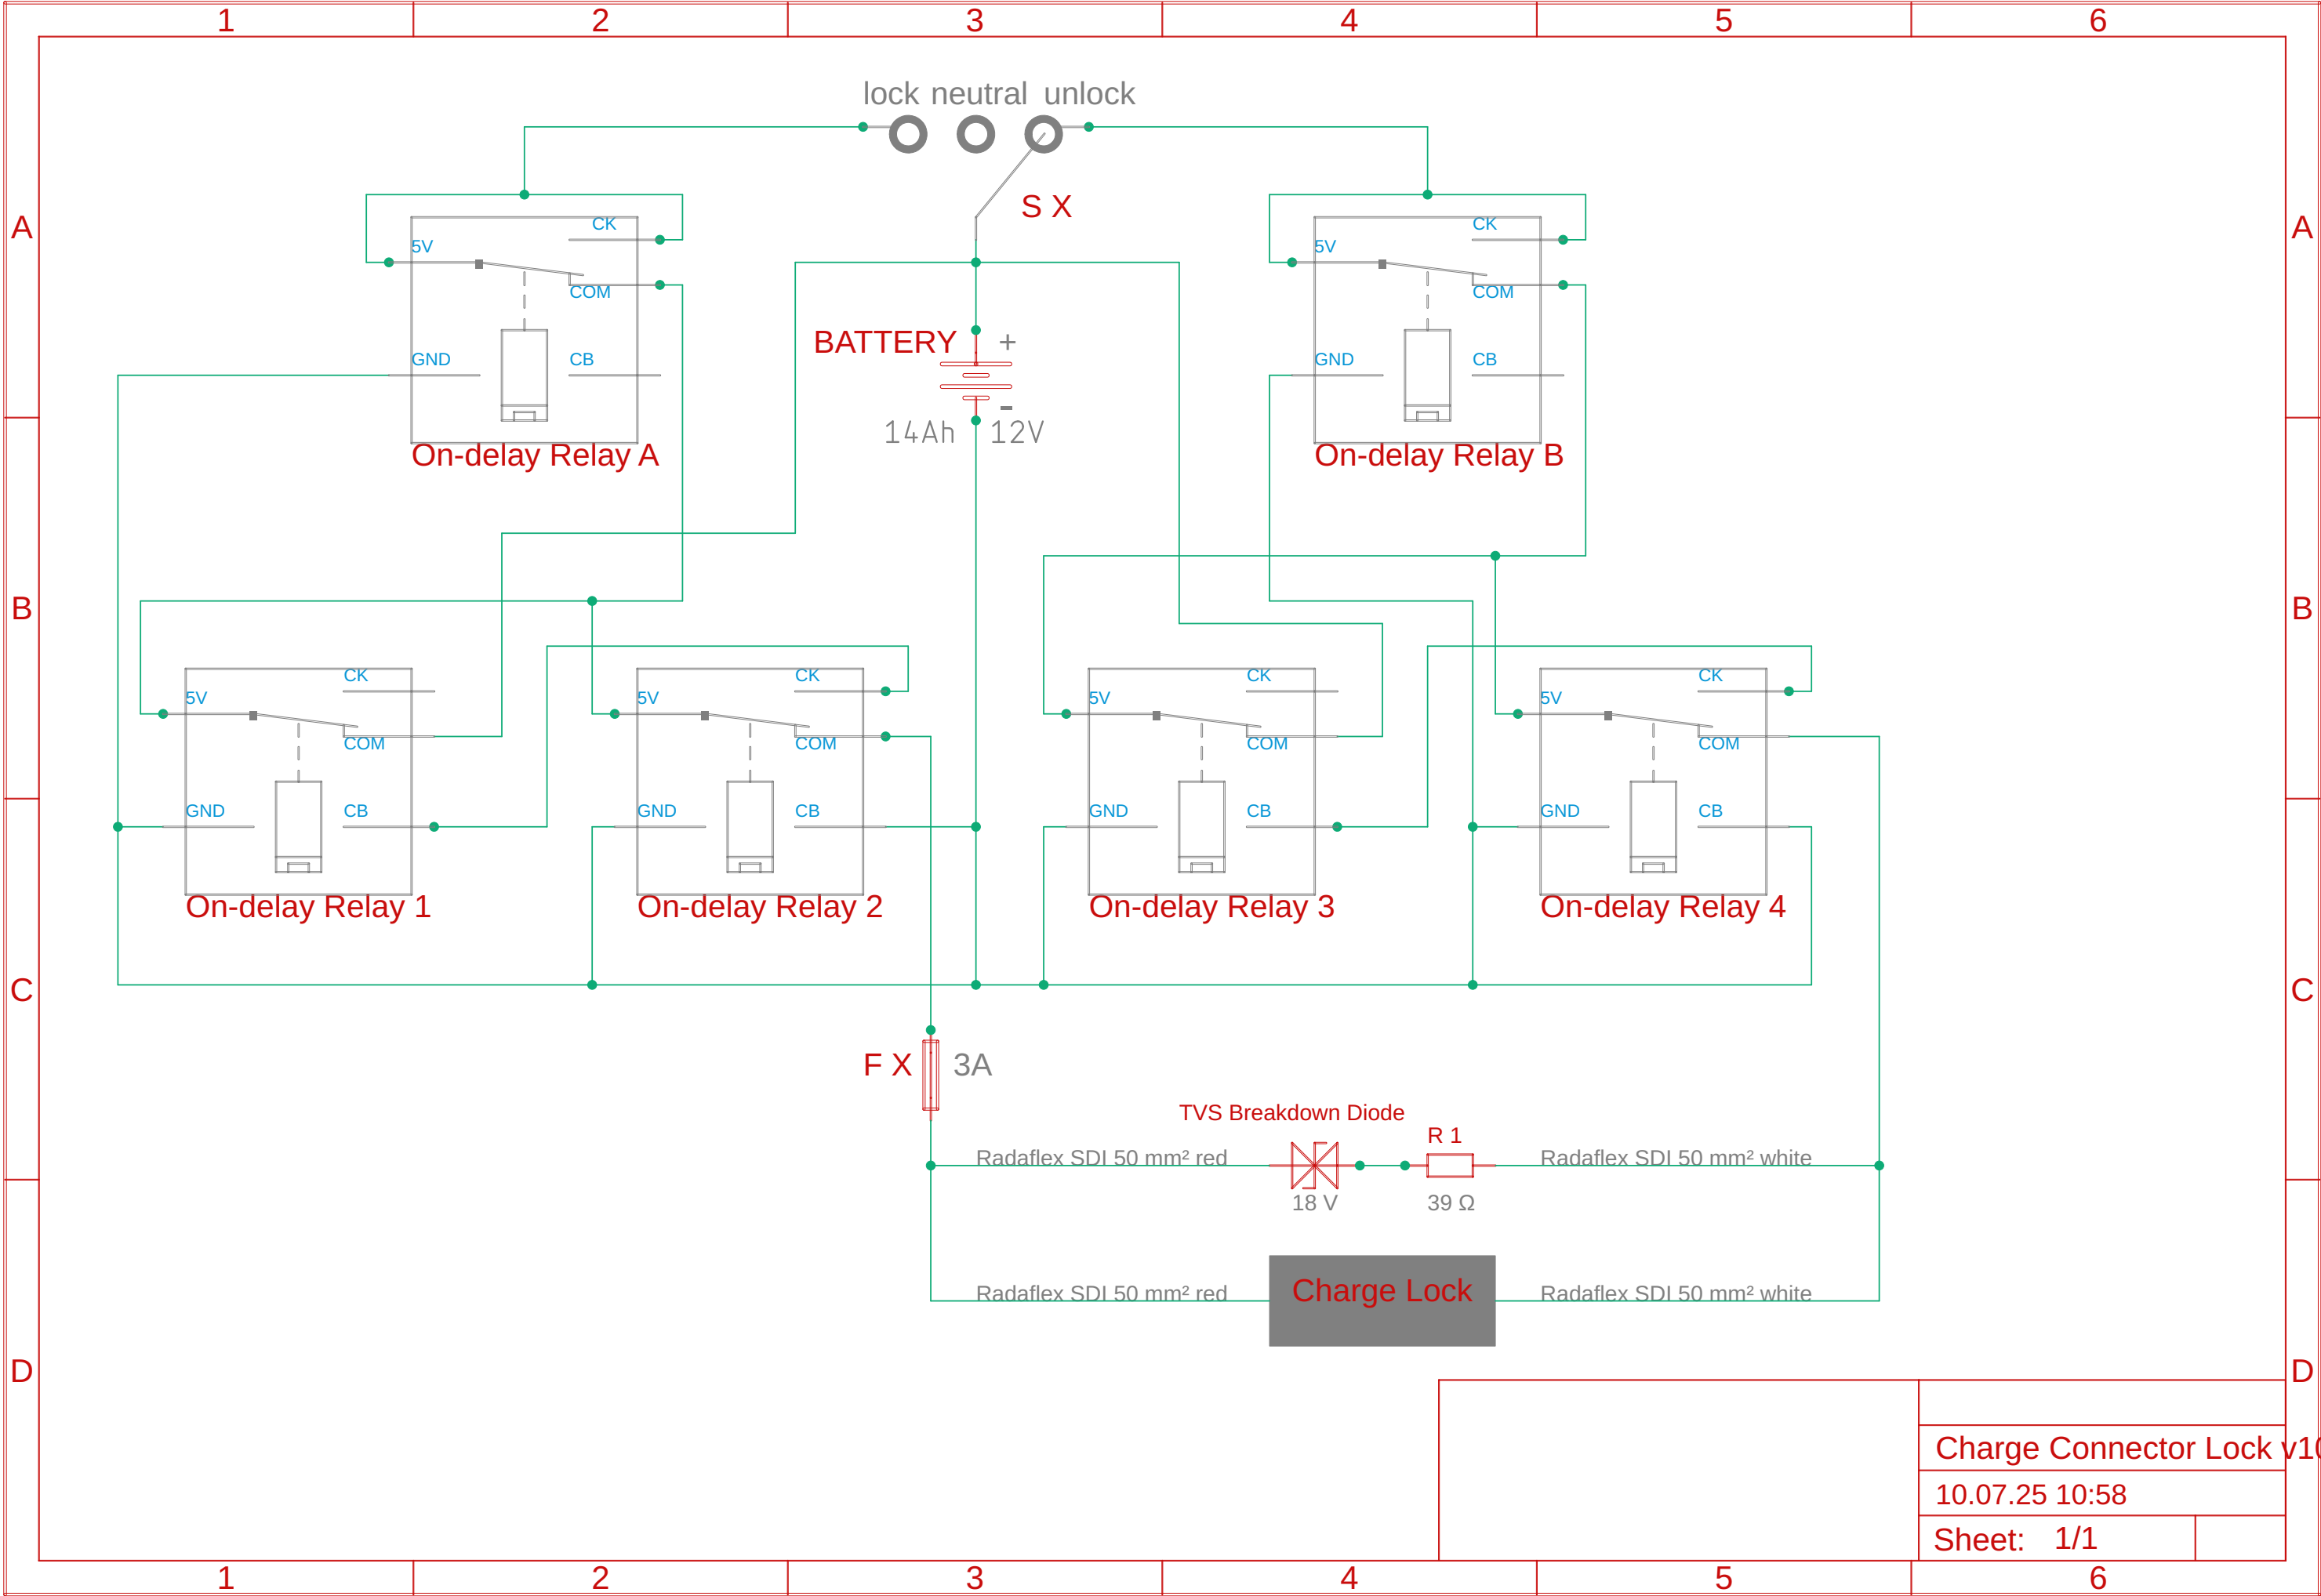 1 2 3 4 5 6
lock neutral unlock
S X
A A
CK
5V
COM
GND CB
On-delay Relay A
BATTERY +
-
14Ah 12V
CK
5V
COM
GND CB
On-delay Relay B
B B
CK
5V
COM
GND CB
On-delay Relay 1
CK
5V
COM
GND CB
On-delay Relay 2
CK
5V
COM
GND CB
On-delay Relay 3
CK
5V
COM
GND CB
On-delay Relay 4
C C
F X 3A
TVS Breakdown Diode
R 1
Radaflex SDI 50 mm² red
Radaflex SDI 50 mm² white
18 V 39 Ω
Radaflex SDI 50 mm² red
Charge Lock
Radaflex SDI 50 mm² white
D D
Charge Connector Lock
10.07.25 10:58
Sheet: 1/1
1 2 3 4 5 6